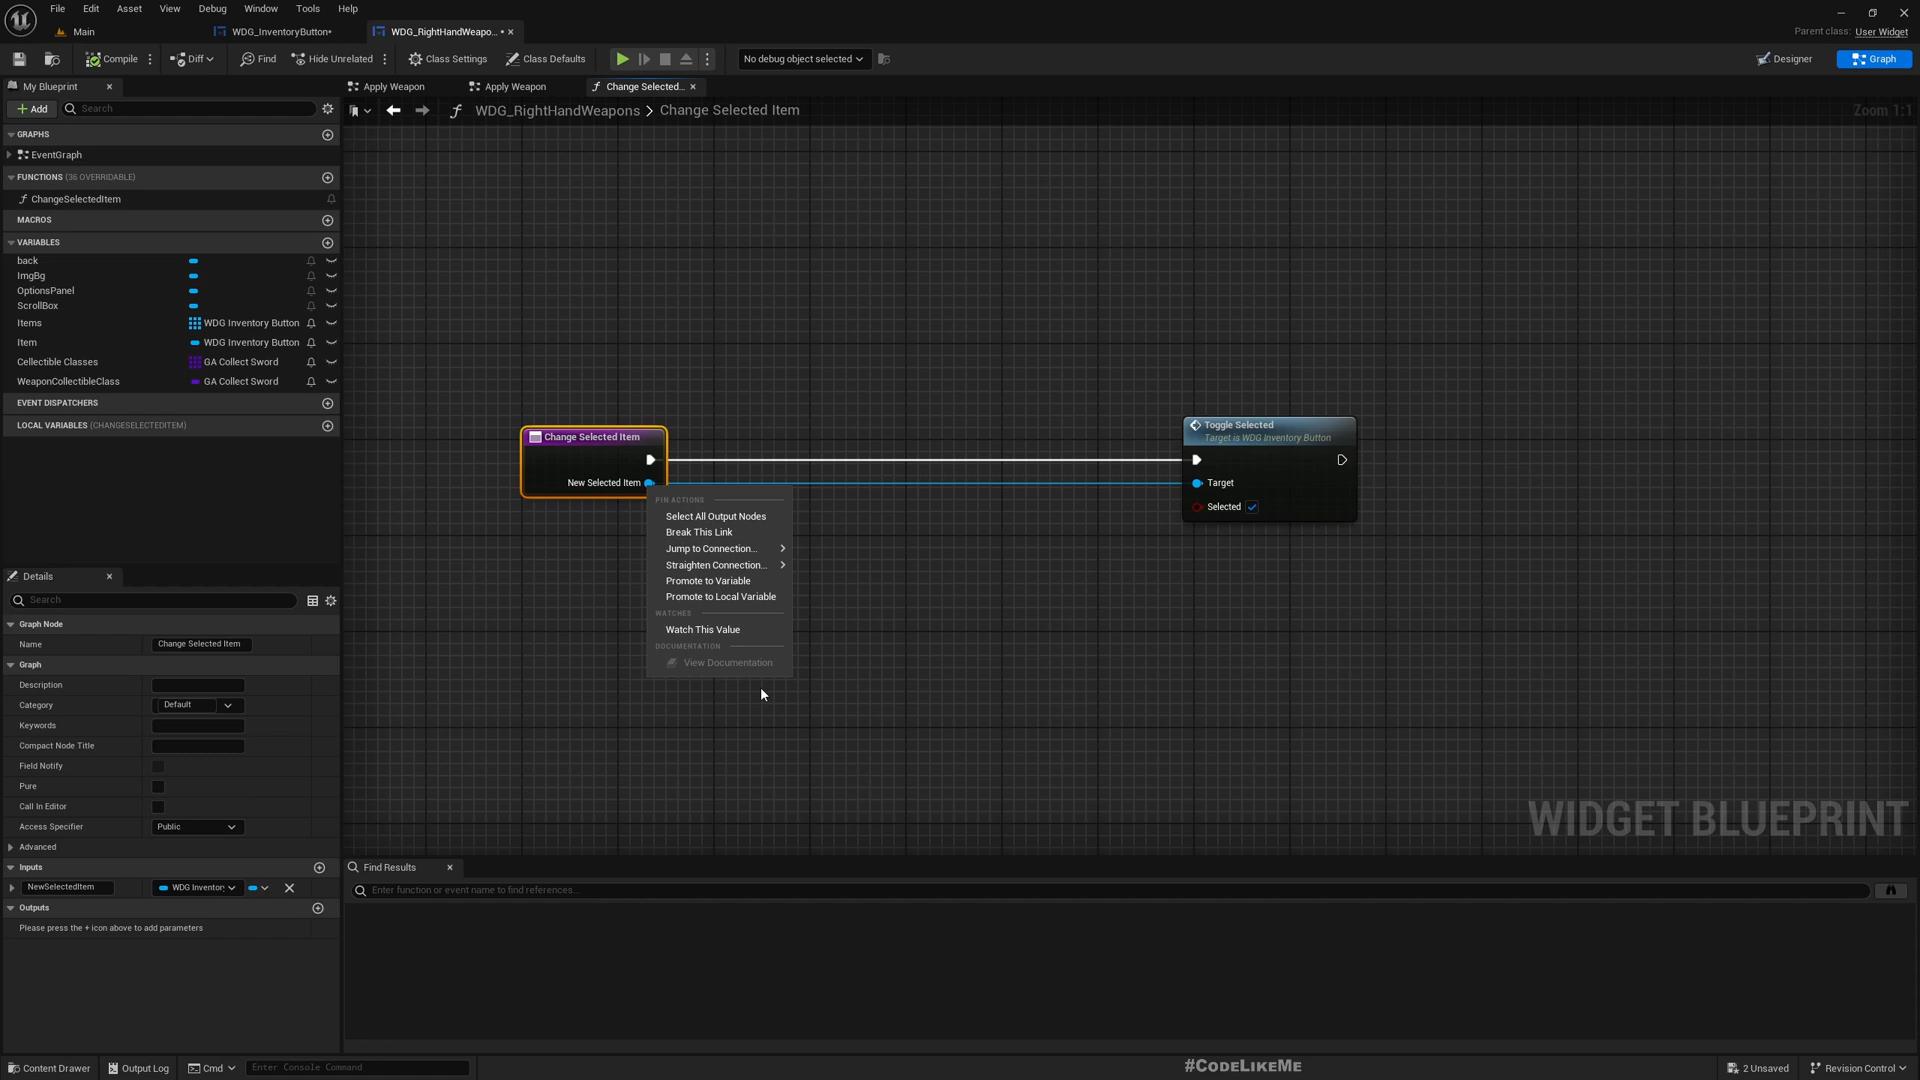 File Edit Asset View Window Debug Tools Help
Main WDG_InventoryButton• WDG_RightHandWeapo... •
Parent class: User Widget
Compile Diff Find Hide Unrelated Class Settings Class Defaults No debug object selected Designer Graph
My Blueprint Apply Weapon Apply Weapon Change Selected...
+ Add Search
WDG_RightHandWeapons > Change Selected Item Zoom 1:1
GRAPHS
EventGraph
FUNCTIONS (36 OVERRIDABLE)
ChangeSelectedItem
MACROS
VARIABLES
back
ImgBg
OptionsPanel
ScrollBox
Items WDG Inventory Button
Item WDG Inventory Button
Cellectible Classes GA Collect Sword
WeaponCollectibleClass GA Collect Sword
EVENT DISPATCHERS
LOCAL VARIABLES (CHANGESELECTEDITEM)
Change Selected Item
New Selected Item
Toggle Selected
Target is WDG Inventory Button
Target
Selected
PIN ACTIONS
Select All Output Nodes
Break This Link
Jump to Connection...
Straighten Connection...
Promote to Variable
Promote to Local Variable
WATCHES
Watch This Value
DOCUMENTATION
View Documentation
WIDGET BLUEPRINT
Details
Search
Graph Node
Name Change Selected Item
Graph
Description
Category Default
Keywords
Compact Node Title
Field Notify
Pure
Call In Editor
Access Specifier Public
Advanced
Inputs
NewSelectedItem WDG Inventory
Outputs
Please press the + icon above to add parameters
Find Results
Enter function or event name to find references...
Content Drawer Output Log Cmd Enter Console Command #CodeLikeMe 2 Unsaved Revision Control